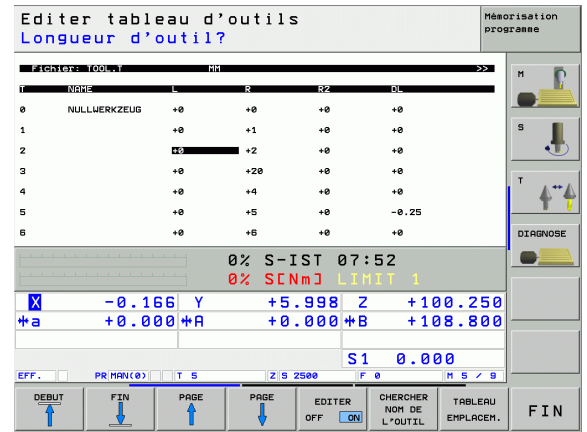 Editer tableau d'outils
Longueur d'outil?
Mémorisation
programme
Fichier: TOOL.T MM >>
T NAME L R R2 DL
0 NULLWERKZEUG +0 +0 +0 +0
1 +0 +1 +0 +0
2 +0 +2 +0 +0
3 +0 +20 +0 +0
4 +0 +4 +0 +0
5 +0 +5 +0 -0.25
6 +0 +6 +0 +0
M
S
T
DIAGNOSE
0% S-IST 07:52
0% S[Nm] LIMIT 1
X -0.166 Y +5.998 Z +100.250
a +0.000 A +0.000 B +108.800
S1 0.000
EFF. PR MAN(0) T 5 Z S 2500 F 0 M 5 / 9
DEBUT
FIN
PAGE
PAGE
EDITER
OFF ON
CHERCHER
NOM DE
L'OUTIL
TABLEAU
EMPLACEM.
FIN